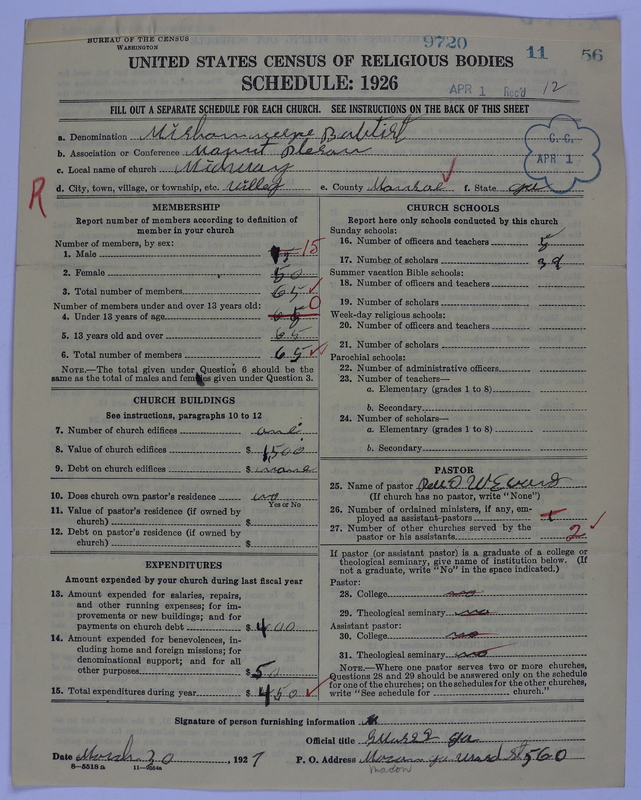 BUREAU OF THE CENSUS
WASHINGTON
9720
11 56
UNITED STATES CENSUS OF RELIGIOUS BODIES
SCHEDULE: 1926
APR 1 Rec'd 12
FILL OUT A SEPARATE SCHEDULE FOR EACH CHURCH. SEE INSTRUCTIONS ON THE BACK OF THIS SHEET
C. C.
APR 1
a. Denomination Babtist
b. Association or Conference Mount Plesan
c. Local name of church Midway
R
d. City, town, village, or township, etc. Willey e. County Marshal f. State ga
MEMBERSHIP
Report number of members according to definition of
member in your church
Number of members, by sex:
1. Male 15
2. Female 50
3. Total number of members 65
Number of members under and over 13 years old:
4. Under 13 years of age 0
5. 13 years old and over 65
6. Total number of members 65
NOTE.—The total given under Question 6 should be
same as the total of males and females given under Question 3.
CHURCH BUILDINGS
See instructions, paragraphs 10 to 12
7. Number of church edifices one
8. Value of church edifices $ 1,500
9. Debt on church edifices $ none
10. Does church own pastor's residence no
Yes or No
11. Value of pastor's residence (if owned by
church) $
12. Debt on pastor's residence (if owned by
church) $
EXPENDITURES
Amount expended by your church during last fiscal year
13. Amount expended for salaries, repairs,
and other running expenses; for im-
provements or new buildings; and for
payments on church debt $ 400
14. Amount expended for benevolences, in-
cluding home and foreign missions; for
denominational support; and for all
other purposes $ 50
15. Total expenditures during year $ 450
CHURCH SCHOOLS
Report here only schools conducted by this church
Sunday schools:
16. Number of officers and teachers 5
17. Number of scholars 39
Summer vacation Bible schools:
18. Number of officers and teachers
19. Number of scholars
Week-day religious schools:
20. Number of officers and teachers
21. Number of scholars
Parochial schools:
22. Number of administrative officers
23. Number of teachers—
a. Elementary (grades 1 to 8)
b. Secondary
24. Number of scholars—
a. Elementary (grades 1 to 8)
b. Secondary
PASTOR
25. Name of pastor
(If church has no pastor, write "None")
26. Number of ordained ministers, if any, em-
ployed as assistant-pastors
27. Number of other churches served by the
pastor or his assistants 2
If pastor (or assistant pastor) is a graduate of a college or
theological seminary, give name of institution below. (If
not a graduate, write "No" in the space indicated.)
Pastor:
28. College no
29. Theological seminary no
Assistant pastor:
30. College no
31. Theological seminary no
NOTE.—Where one pastor serves two or more churches,
Questions 28 and 29 should be answered only on the schedule
for one of the churches; on the schedules for the other churches,
write "See schedule for church."
Signature of person furnishing information
Official title ga
Date March 30, 1927 P. O. Address ga Ward St 560
8-5518 a
macon